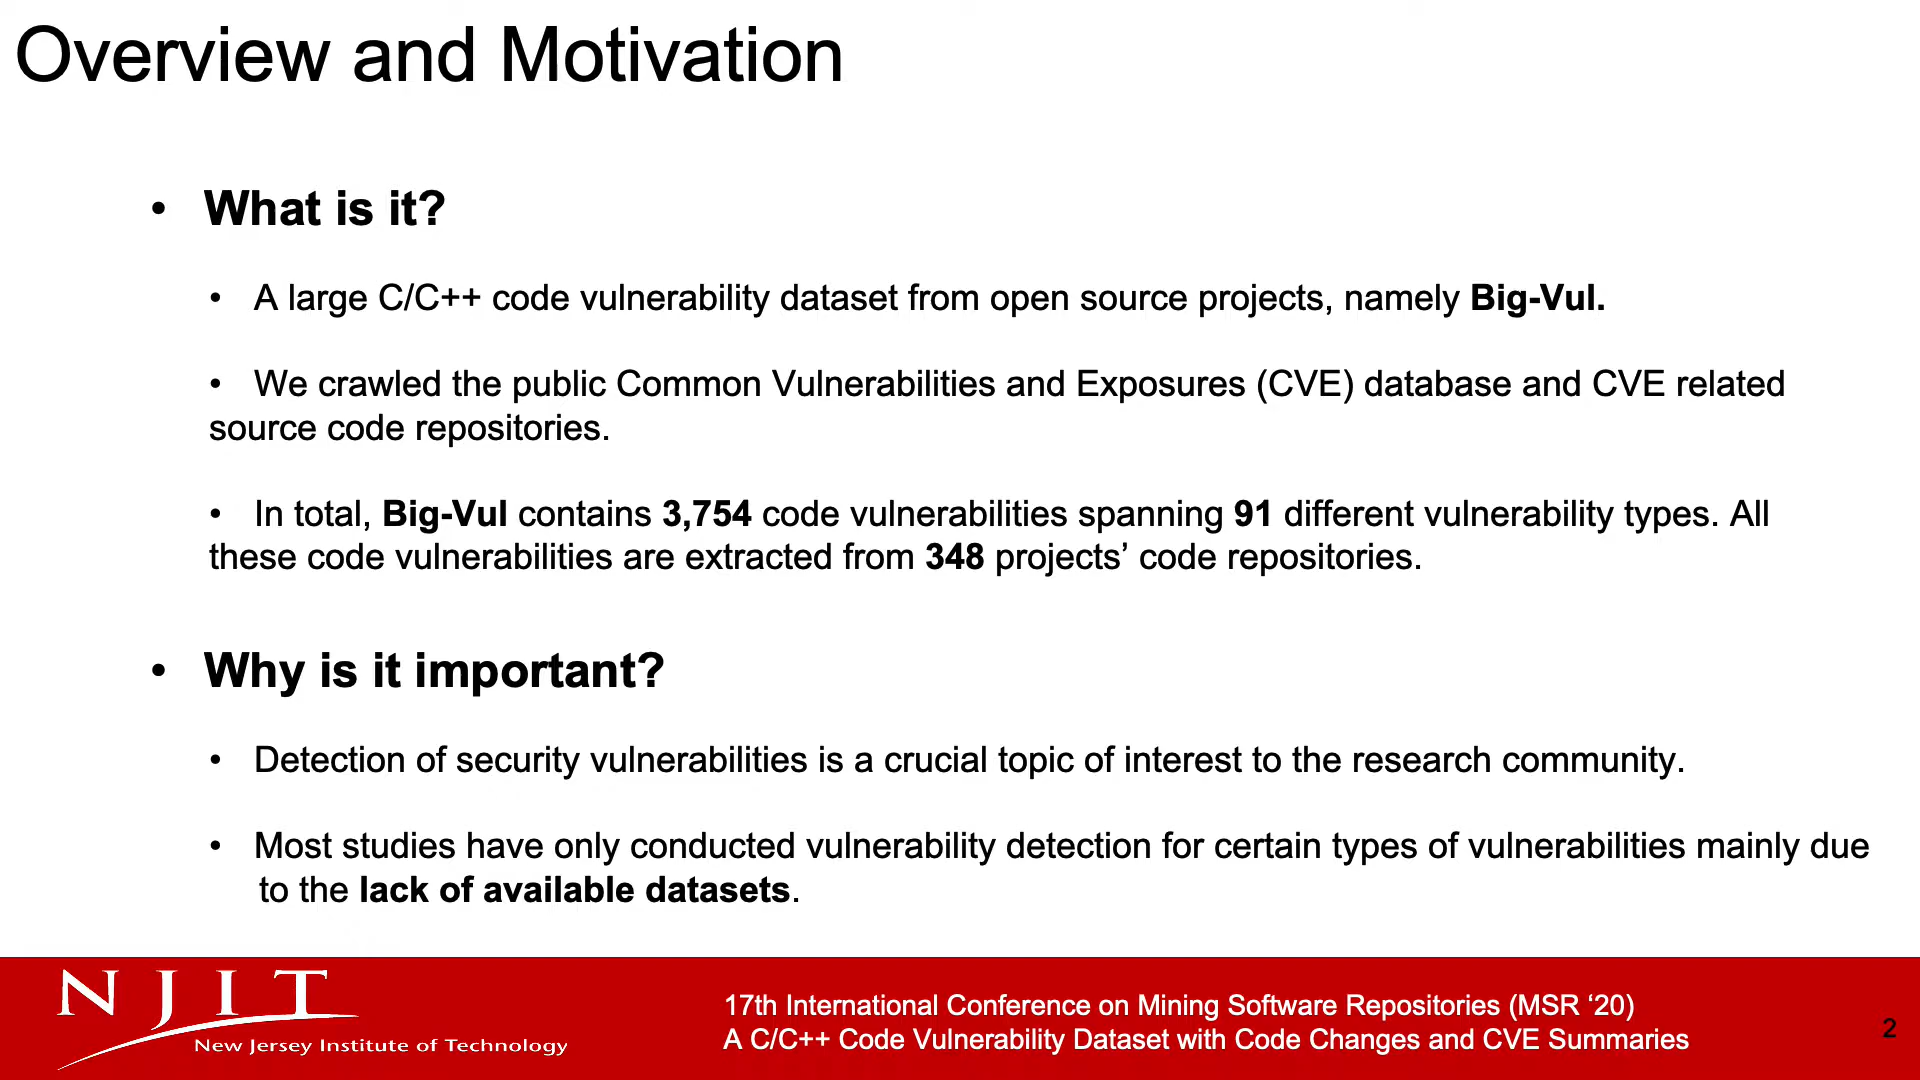 Overview and Motivation
• What is it?
• A large C/C++ code vulnerability dataset from open source projects, namely Big-Vul.
• We crawled the public Common Vulnerabilities and Exposures (CVE) database and CVE related
source code repositories.
• In total, Big-Vul contains 3,754 code vulnerabilities spanning 91 different vulnerability types. All
these code vulnerabilities are extracted from 348 projects’ code repositories.
• Why is it important?
• Detection of security vulnerabilities is a crucial topic of interest to the research community.
• Most studies have only conducted vulnerability detection for certain types of vulnerabilities mainly due
to the lack of available datasets.
NJIT
New Jersey Institute of Technology
17th International Conference on Mining Software Repositories (MSR ‘20)
A C/C++ Code Vulnerability Dataset with Code Changes and CVE Summaries
2